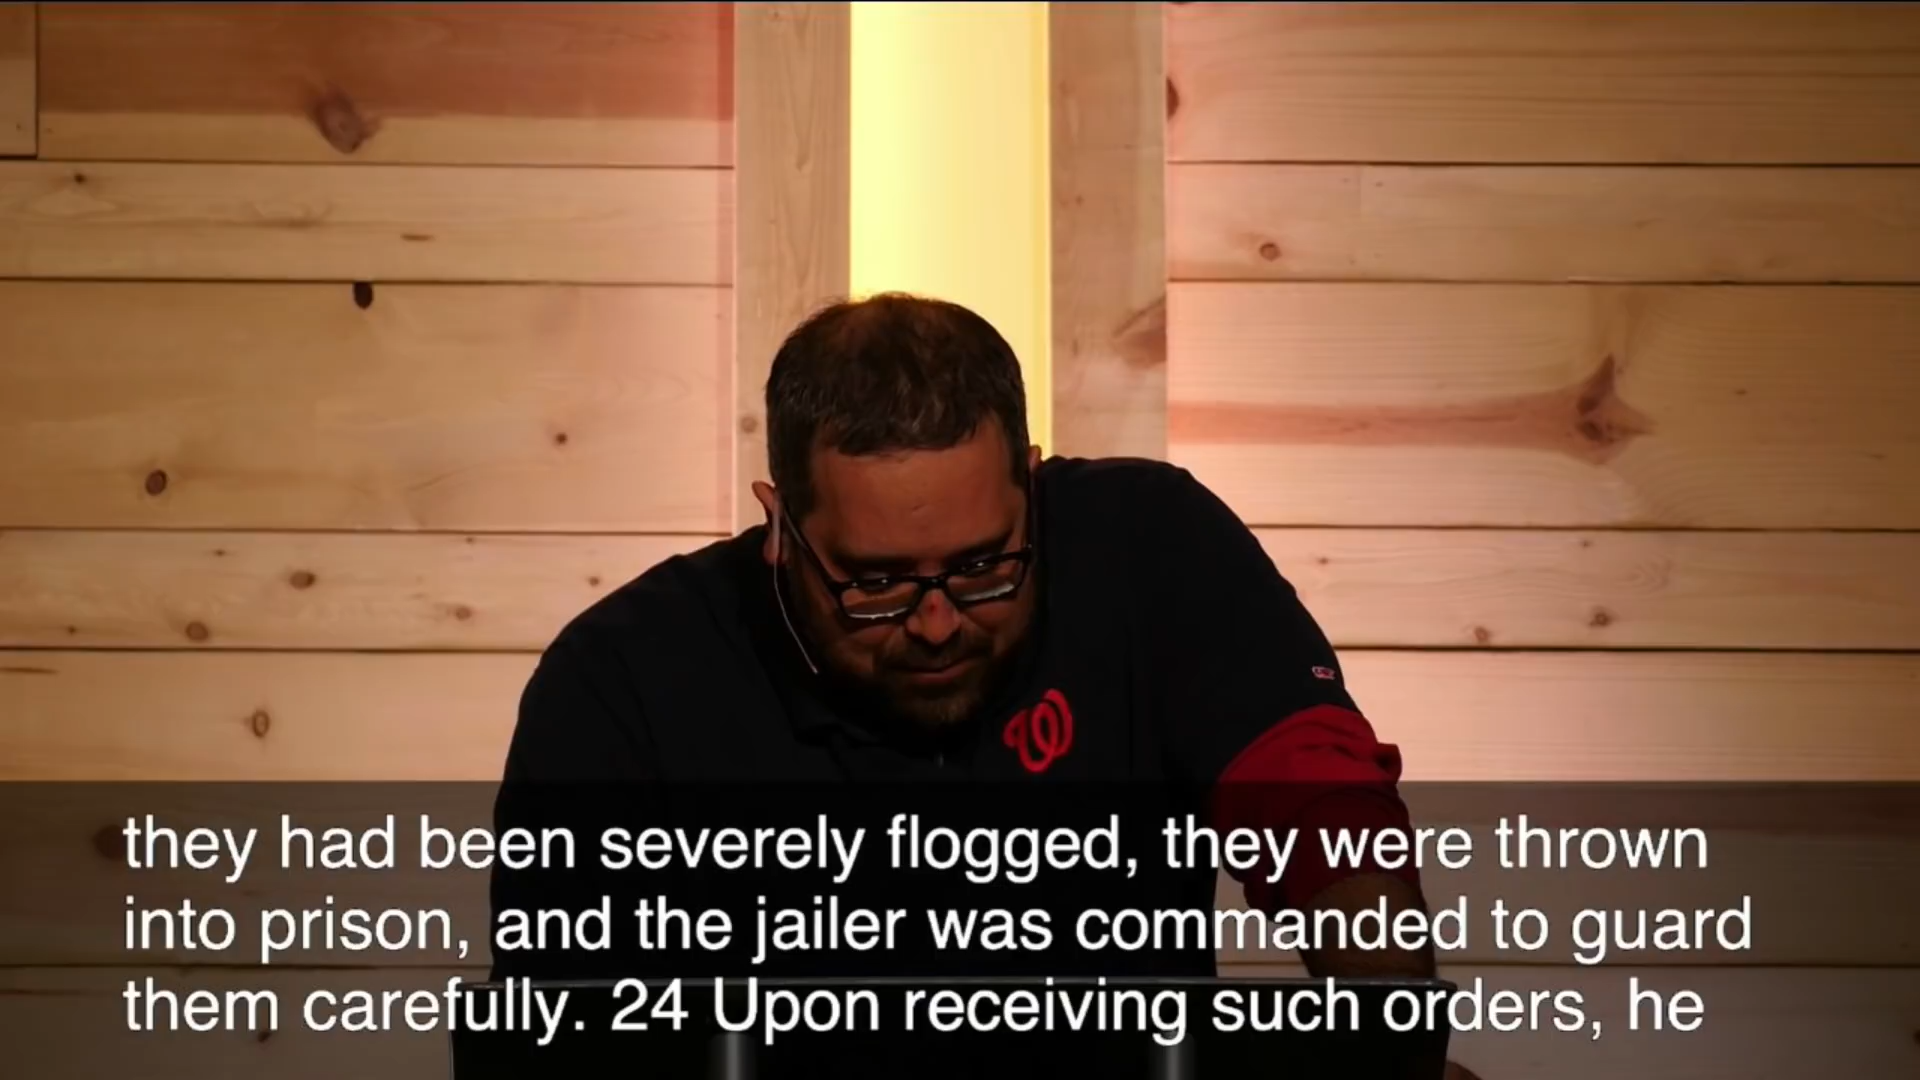 W
they had been severely flogged, they were thrown
into prison, and the jailer was commanded to guard
them carefully. 24 Upon receiving such orders, he